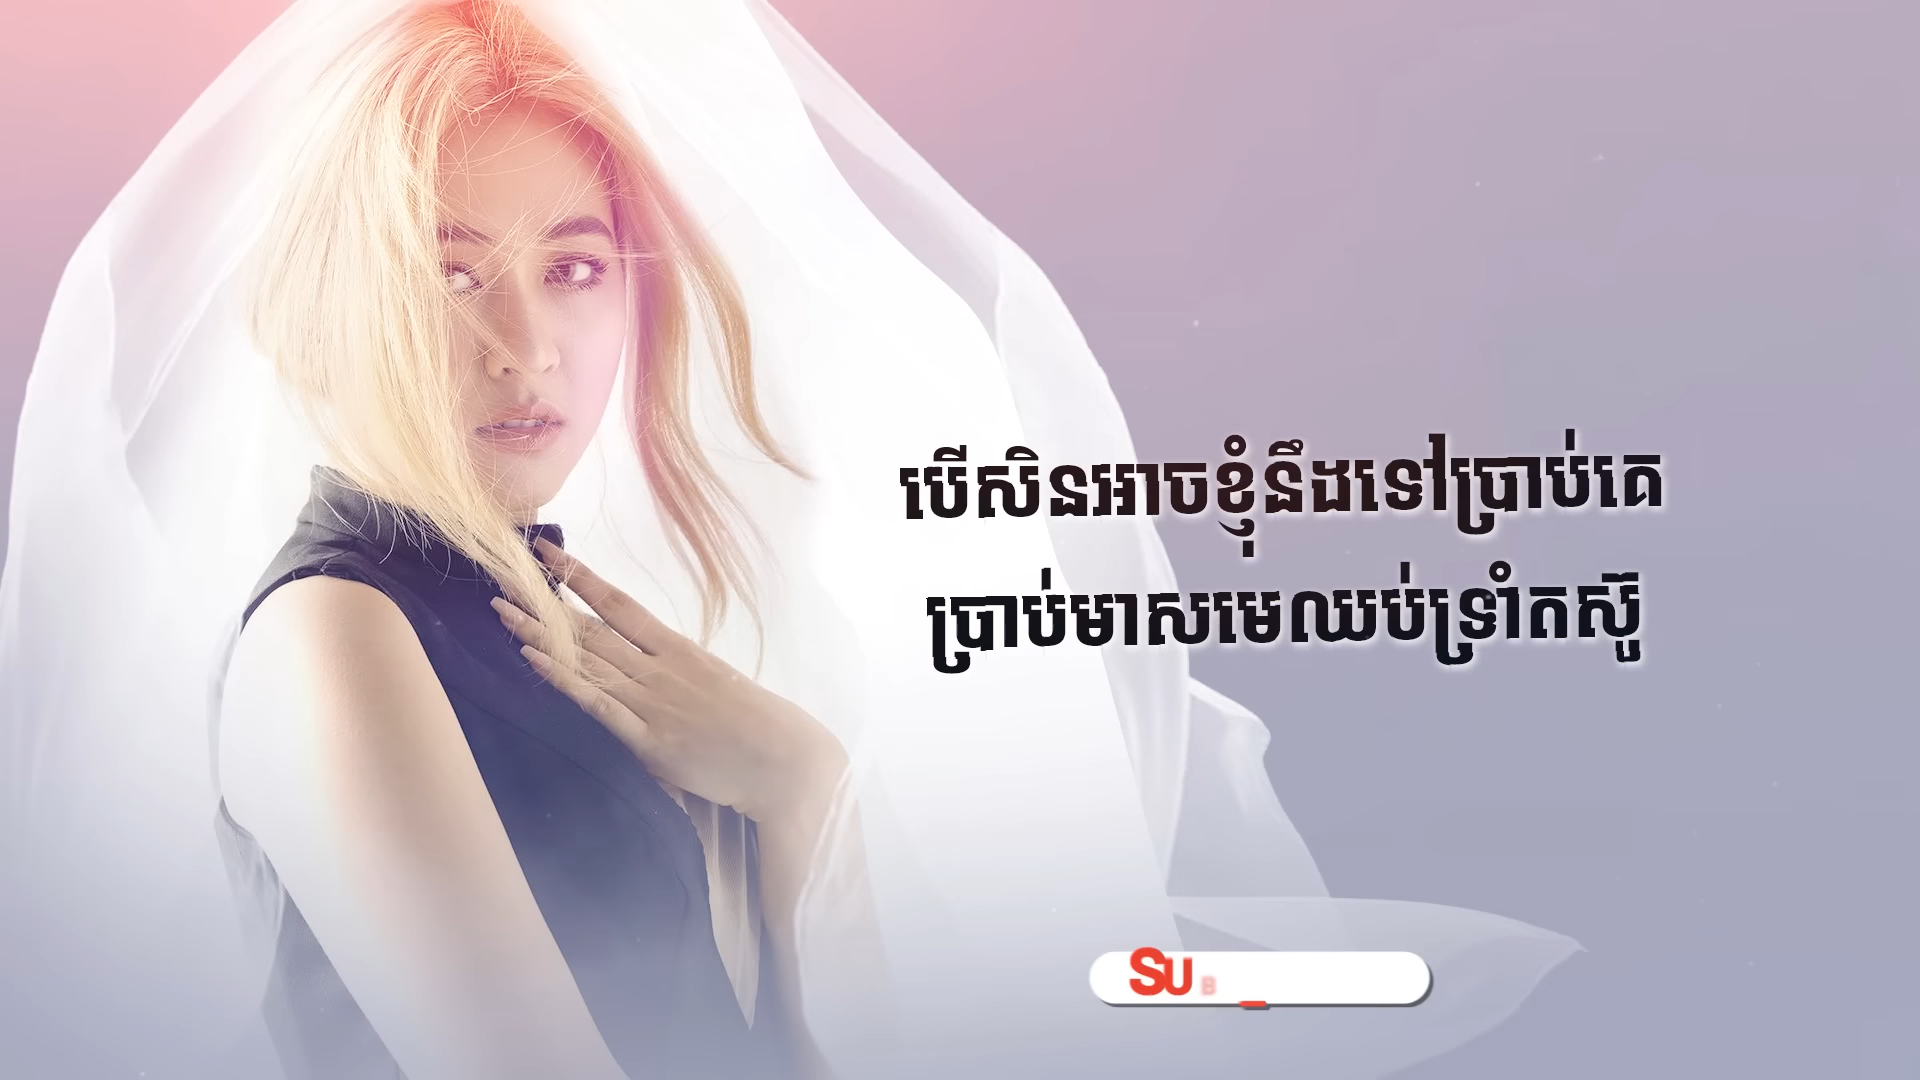 បើសិនអាចខ្ញុំនឹងទៅប្រាប់គេ
ប្រាប់មាសមេឈប់ទ្រាំតស៊ូ
SUB